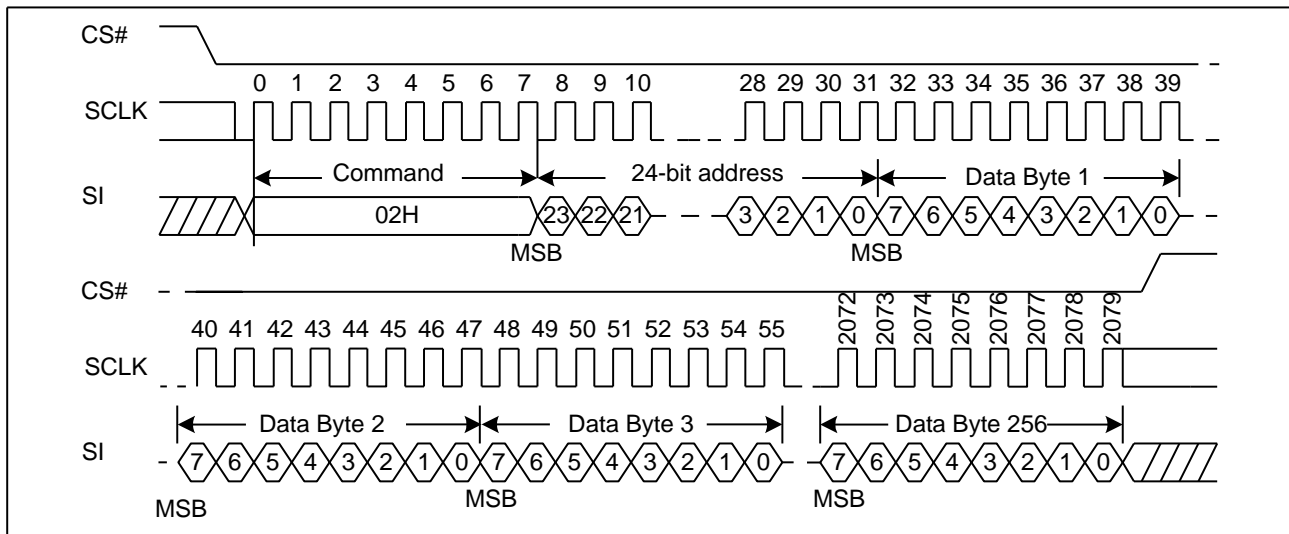 CS#
0 1 2 3 4 5 6 7 8 9 10 28 29 30 31 32 33 34 35 36 37 38 39
SCLK
Command 24-bit address Data Byte 1
SI
02H 23 22 21 3 2 1 0 7 6 5 4 3 2 1 0
MSB MSB
CS#
40 41 42 43 44 45 46 47 48 49 50 51 52 53 54 55 2072 2073 2074 2075 2076 2077 2078 2079
SCLK
Data Byte 2 Data Byte 3 Data Byte 256
SI
7 6 5 4 3 2 1 0 7 6 5 4 3 2 1 0 7 6 5 4 3 2 1 0
MSB MSB MSB